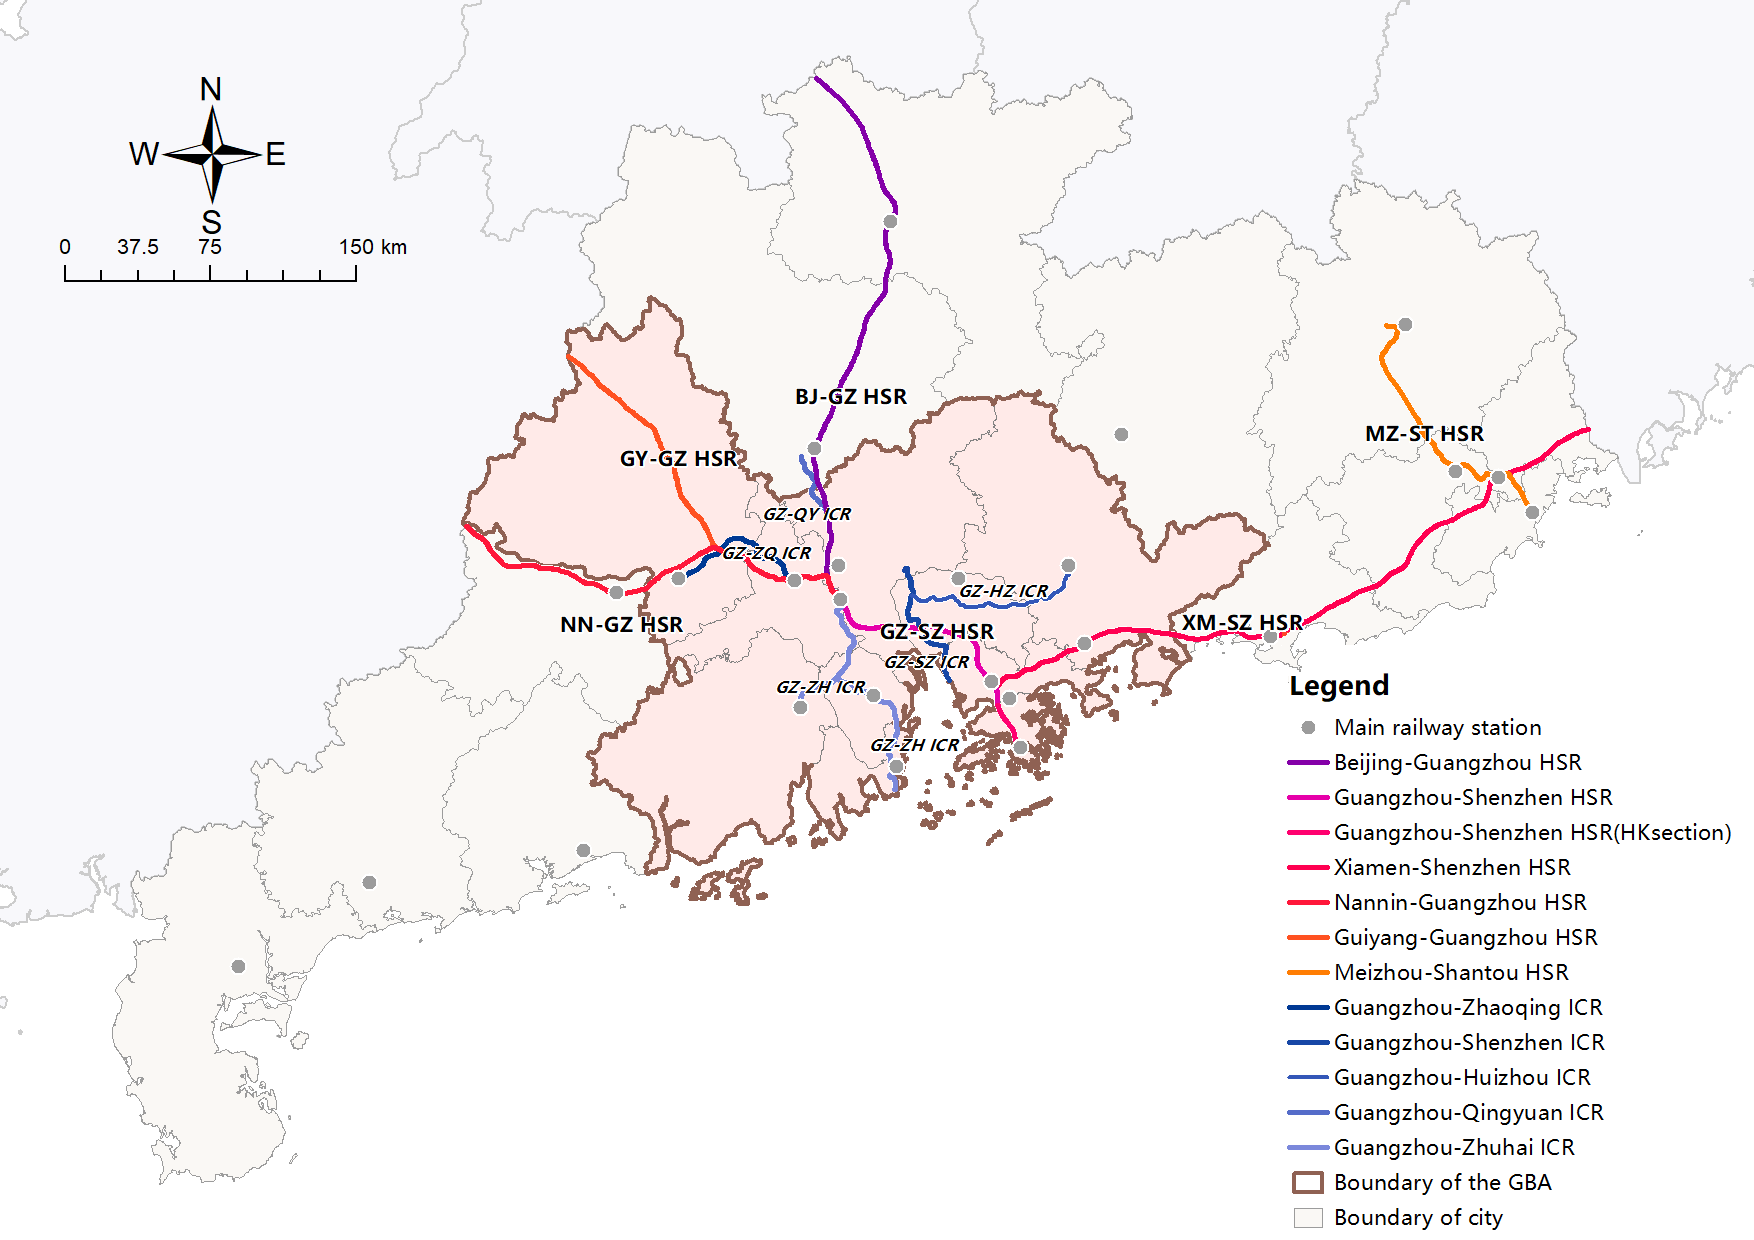 N
W
E
S
0 37.5 75 150 km
BJ-GZ HSR
MZ-ST HSR
GY-GZ HSR
GZ-QY ICR
GZ-ZQ ICR
GZ-HZ ICR
NN-GZ HSR
XM-SZ HSR
GZ-SZ HSR
GZ-SZ ICR
GZ-ZH ICR
GZ-ZH ICR
Legend
Main railway station
Beijing-Guangzhou HSR
Guangzhou-Shenzhen HSR
Guangzhou-Shenzhen HSR(HKsection)
Xiamen-Shenzhen HSR
Nannin-Guangzhou HSR
Guiyang-Guangzhou HSR
Meizhou-Shantou HSR
Guangzhou-Zhaoqing ICR
Guangzhou-Shenzhen ICR
Guangzhou-Huizhou ICR
Guangzhou-Qingyuan ICR
Guangzhou-Zhuhai ICR
Boundary of the GBA
Boundary of city